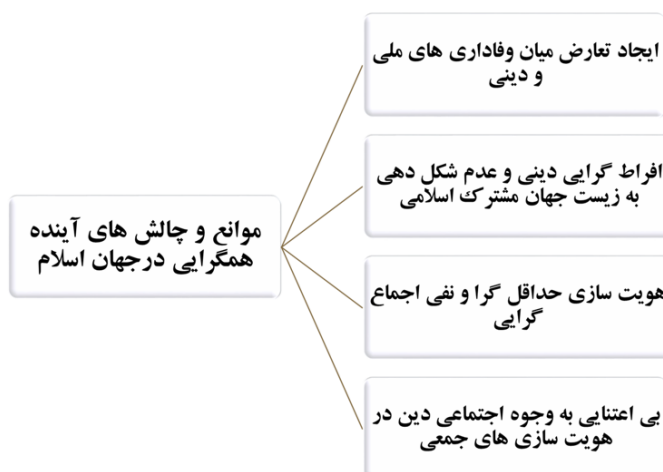 موانع و چالش های آینده
همگرایی درجهان اسلام
ایجاد تعارض میان وفاداری های ملی
و دینی
افراط گرایی دینی و عدم شکل دهی
به زیست جهان مشترک اسلامی
هویت سازی حداقل گرا و نفی اجماع
گرایی
بی اعتنایی به وجوه اجتماعی دین در
هویت سازی های جمعی